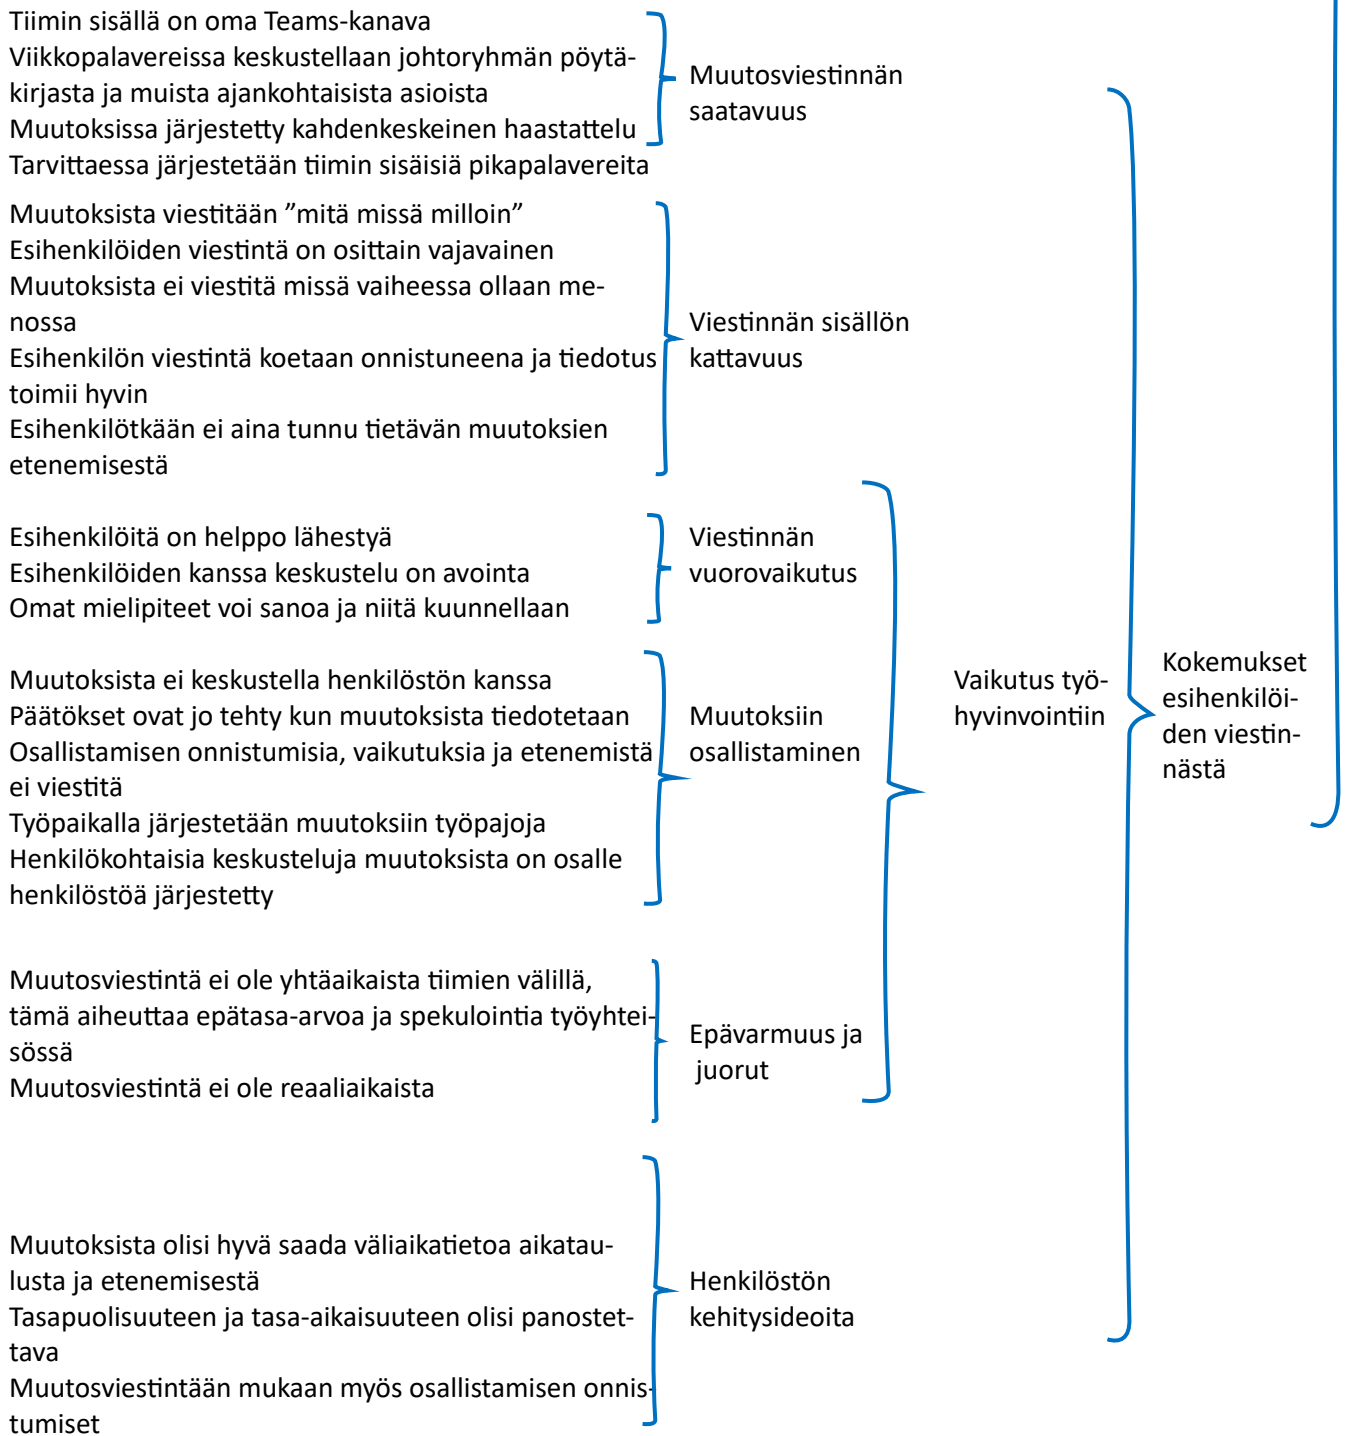 Tiimin sisällä on oma Teams-kanava
Viikkopalavereissa keskustellaan johtoryhmän pöytä-
kirjasta ja muista ajankohtaisista asioista
Muutoksissa järjestetty kahdenkeskeinen haastattelu
Tarvittaessa järjestetään tiimin sisäisiä pikapalavereita
Muutosviestinnän
saatavuus
Muutoksista viestitään ”mitä missä milloin”
Esihenkilöiden viestintä on osittain vajavainen
Muutoksista ei viestitä missä vaiheessa ollaan me-
nossa
Esihenkilön viestintä koetaan onnistuneena ja tiedotus
toimii hyvin
Esihenkilötkään ei aina tunnu tietävän muutoksien
etenemisestä
Viestinnän sisällön
kattavuus
Esihenkilöitä on helppo lähestyä
Esihenkilöiden kanssa keskustelu on avointa
Omat mielipiteet voi sanoa ja niitä kuunnellaan
Viestinnän
vuorovaikutus
Muutoksista ei keskustella henkilöstön kanssa
Päätökset ovat jo tehty kun muutoksista tiedotetaan
Osallistamisen onnistumisia, vaikutuksia ja etenemistä
ei viestitä
Työpaikalla järjestetään muutoksiin työpajoja
Henkilökohtaisia keskusteluja muutoksista on osalle
henkilöstöä järjestetty
Muutoksiin
osallistaminen
Muutosviestintä ei ole yhtäaikaista tiimien välillä,
tämä aiheuttaa epätasa-arvoa ja spekulointia työyhtei-
sössä
Muutosviestintä ei ole reaaliaikaista
Epävarmuus ja
juorut
Vaikutus työ-
hyvinvointiin
Kokemukset
esihenkilöi-
den viestin-
nästä
Muutoksista olisi hyvä saada väliaikatietoa aikatau-
lusta ja etenemisestä
Tasapuolisuuteen ja tasa-aikaisuuteen olisi panostet-
tava
Muutosviestintään mukaan myös osallistamisen onnis-
tumiset
Henkilöstön
kehitysideoita